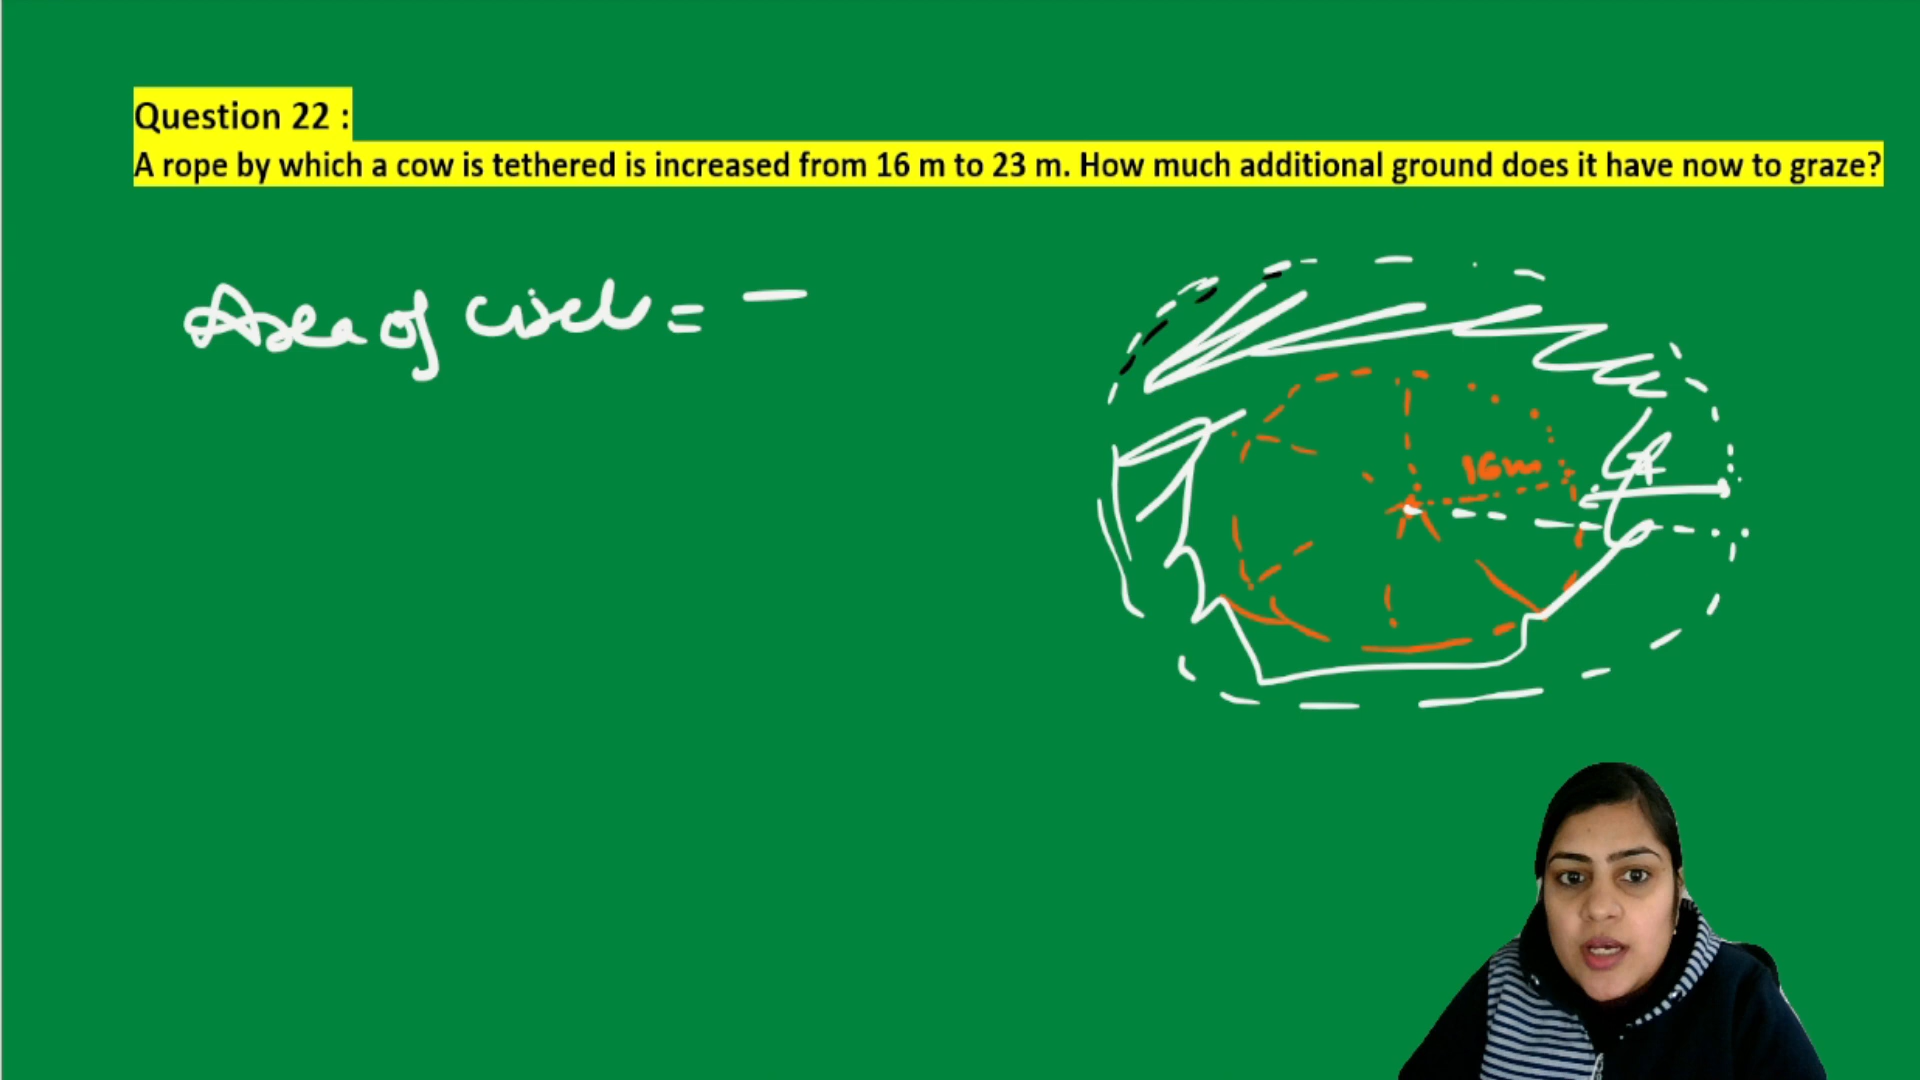 Question 22 :
A rope by which a cow is tethered is increased from 16 m to 23 m. How much additional ground does it have now to graze?
Area of circle =
16m